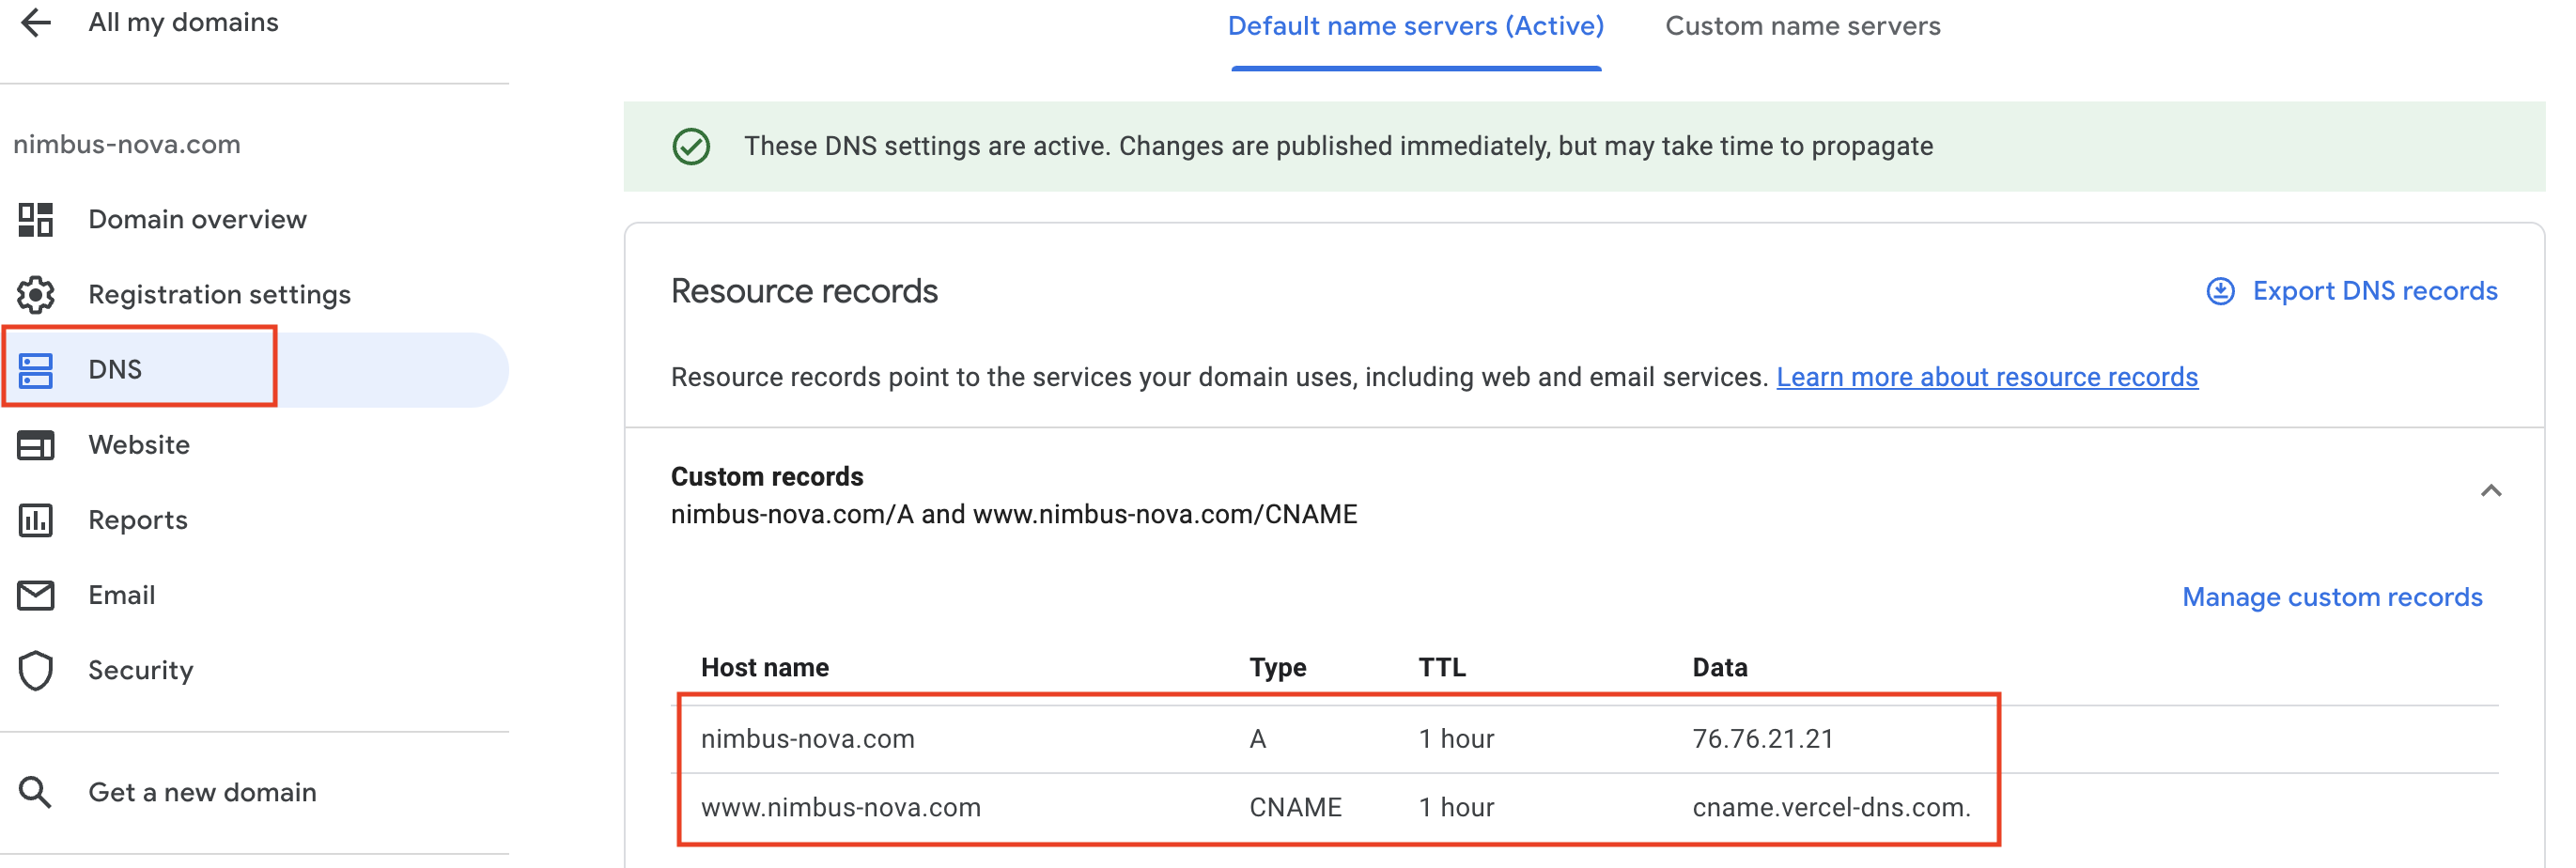 All my domains
nimbus-nova.com
Domain overview
Registration settings
DNS
Website
Reports
Email
Security
Get a new domain
Default name servers (Active)
Custom name servers
These DNS settings are active. Changes are published immediately, but may take time to propagate
Resource records
Export DNS records
Resource records point to the services your domain uses, including web and email services. Learn more about resource records
Custom records
nimbus-nova.com/A and www.nimbus-nova.com/CNAME
Manage custom records
Host name Type TTL Data
nimbus-nova.com A 1 hour 76.76.21.21
www.nimbus-nova.com CNAME 1 hour cname.vercel-dns.com.